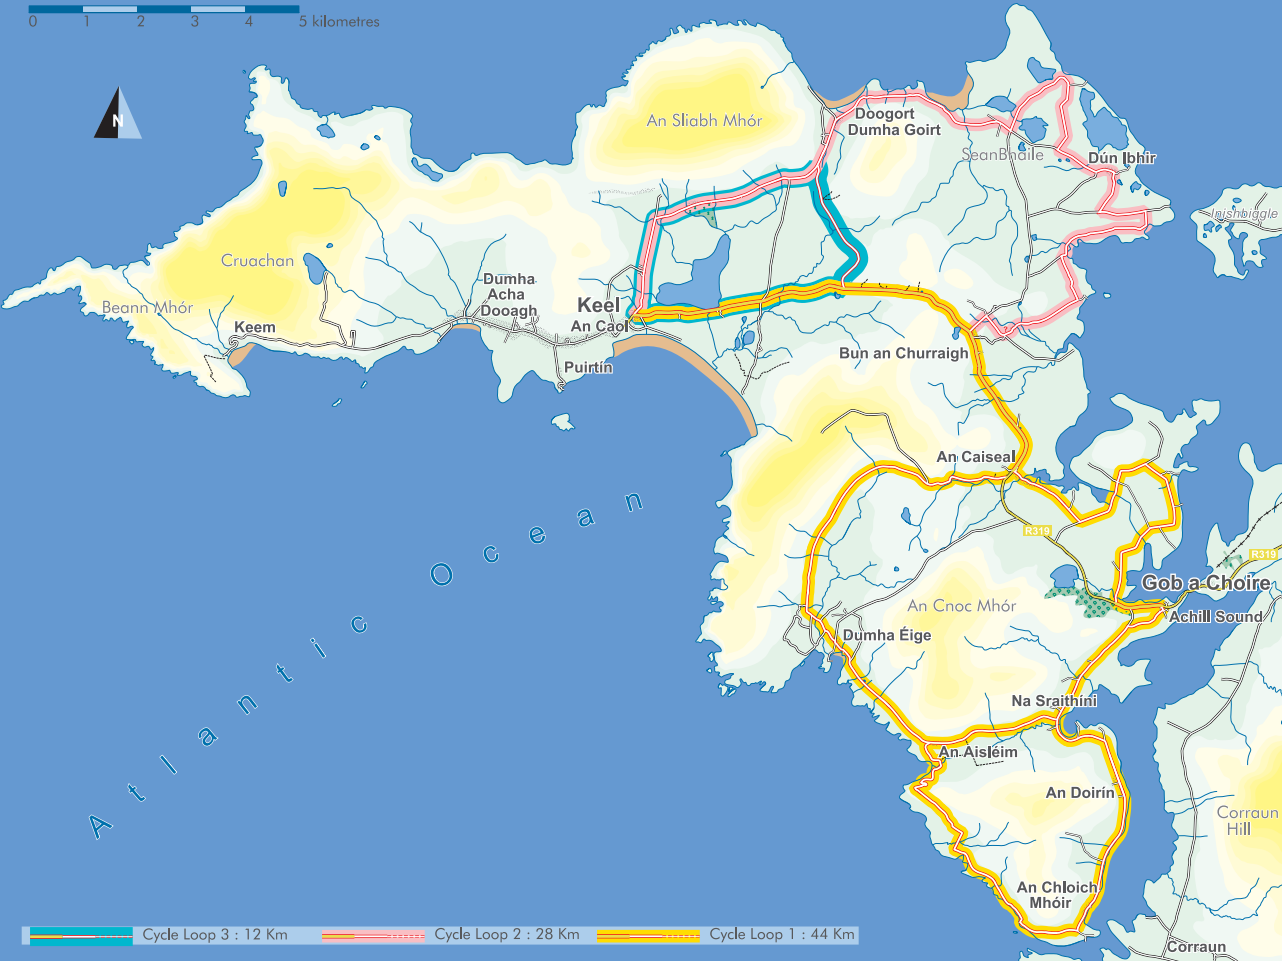 0 1 2 3 4 5 kilometres
N
An Sliabh Mhór
Doogort
Dumha Goirt
SeanBhaile
Dún Ibhir
Inishbiggle
Cruachan
Beann Mhór
Keem
Dumha
Acha
Dooagh
Keel
An Caol
Puirtín
Bun an Churraigh
An Caiseal
R319
R319
Gob a Choire
Achill Sound
An Cnoc Mhór
Dumha Éige
Na Sraithíni
An Aisléim
An Doirín
An Chloich
Mhóir
Corraun
Hill
Corraun
Atlantic Ocean
Cycle Loop 3 : 12 Km
Cycle Loop 2 : 28 Km
Cycle Loop 1 : 44 Km